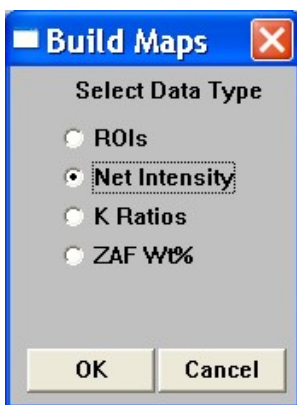 Build Maps
Select Data Type
ROIs
Net Intensity
K Ratios
ZAF Wt%
OK Cancel